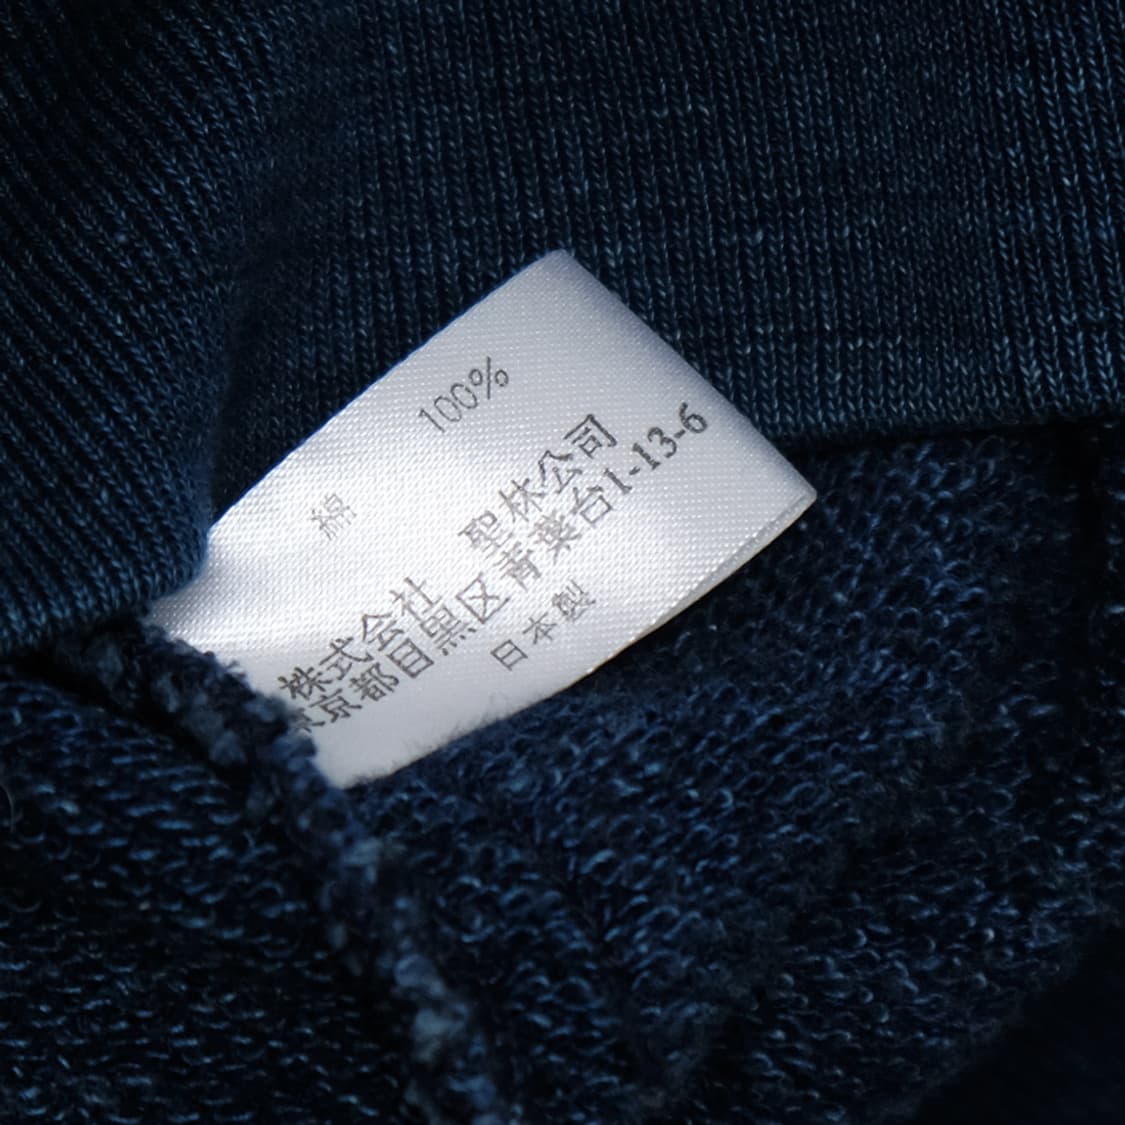 綿 100%
株式会社 聖林公司
東京都目黒区青葉台1-13-6
日本製